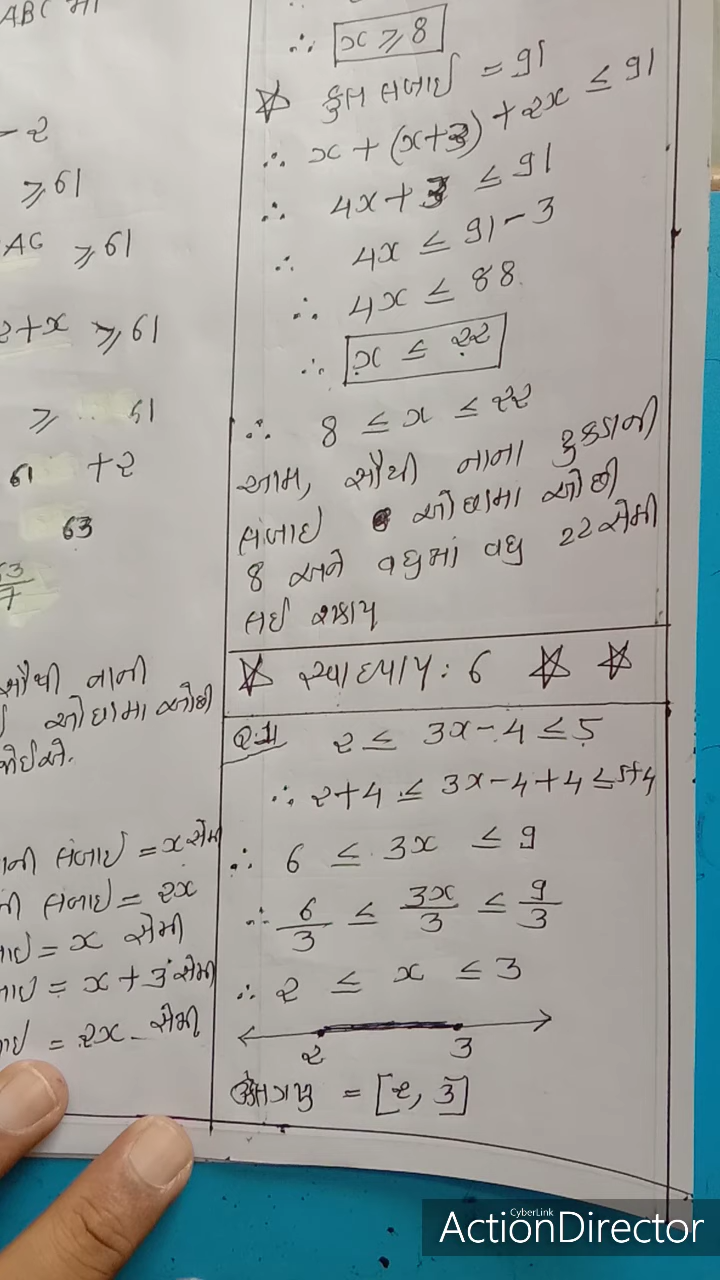 ABC માં
- 2
≥ 61
AC ≥ 61
2+x ≥ 61
≥ 61
61 +2
63
63/7
સૌથી નાની
ઓછામાં ઓછી
જોઈએ.
ની લંબાઈ = x સેમી
ની લંબાઈ = 2x
= x સેમી
= x + 3 સેમી
= 2x સેમી
∴ x ≥ 8
☆ કુલ લંબાઈ = 91
∴ x + (x+3) + 2x ≤ 91
∴ 4x + 3 ≤ 91
∴ 4x ≤ 91 - 3
∴ 4x ≤ 88
∴ x ≤ 22
∴ 8 ≤ x ≤ 22
આમ, સૌથી નાના ટુકડાની
લંબાઈ ઓછામાં ઓછી
8 અને વધુમાં વધુ 22 સેમી
લઈ શકાય
☆ સ્વાધ્યાય : 6 ☆ ☆
Q.1 2 ≤ 3x - 4 ≤ 5
∴ 2+4 ≤ 3x-4+4 ≤ 5+4
∴ 6 ≤ 3x ≤ 9
∴ 6/3 ≤ 3x/3 ≤ 9/3
∴ 2 ≤ x ≤ 3
2 3
ઉકેલગણ = [2, 3]
CyberLink
ActionDirector